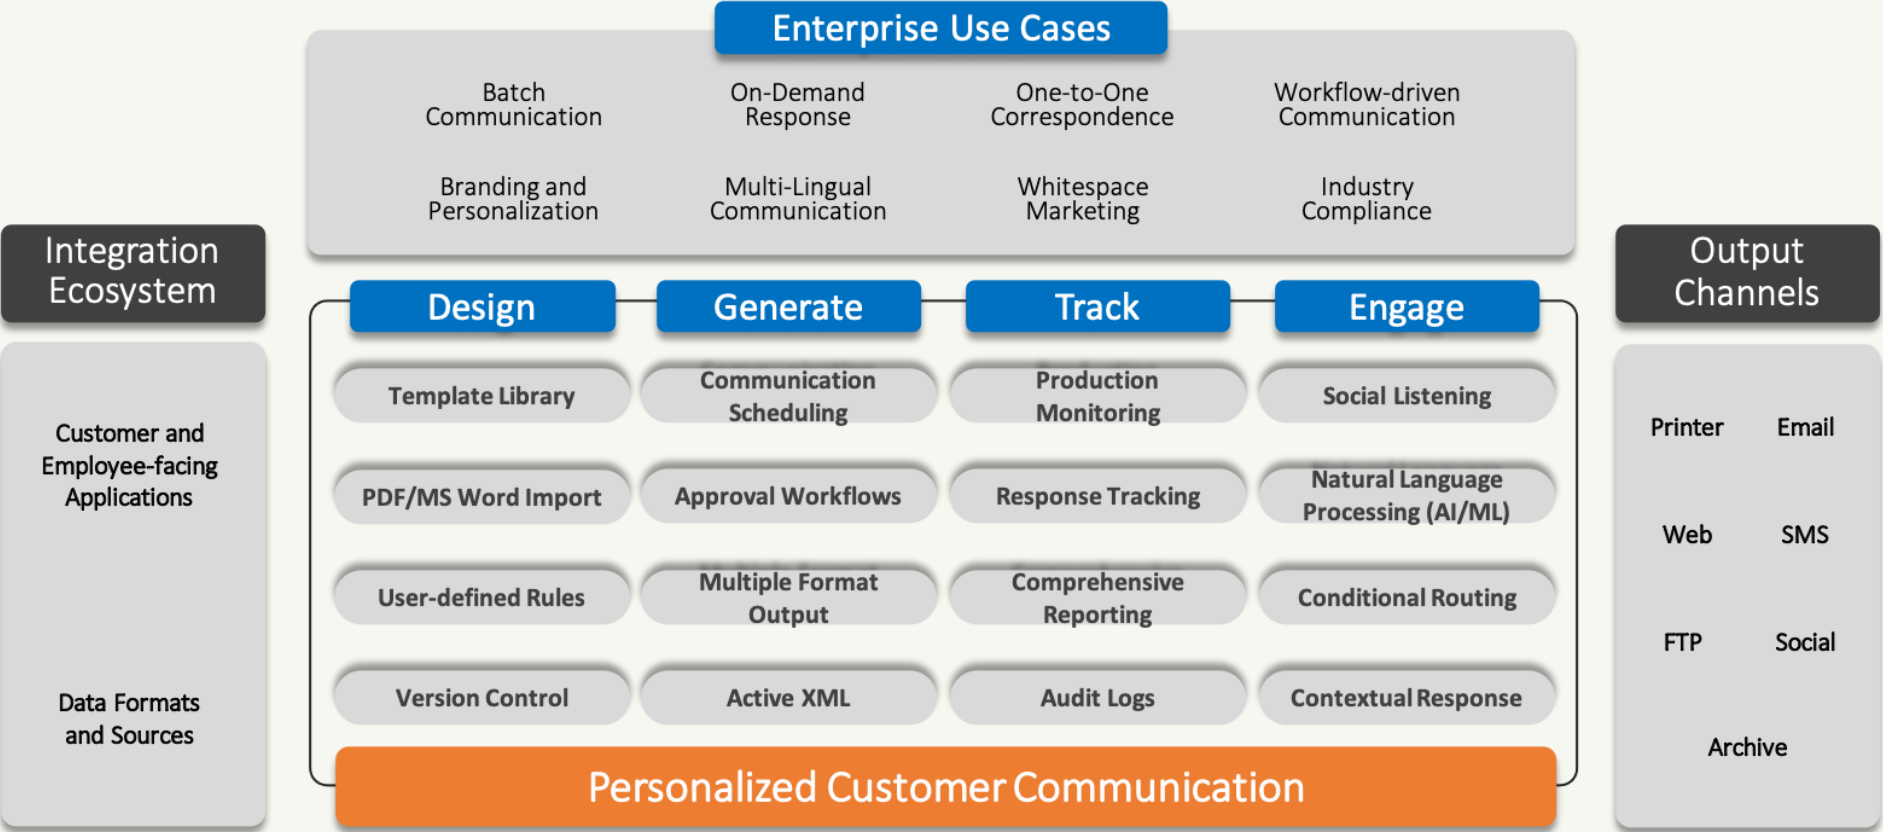 Enterprise Use Cases
Batch
Communication
On-Demand
Response
One-to-One
Correspondence
Workflow-driven
Communication
Branding and
Personalization
Multi-Lingual
Communication
Whitespace
Marketing
Industry
Compliance
Integration
Ecosystem
Customer and
Employee-facing
Applications
Data Formats
and Sources
Design
Template Library
PDF/MS Word Import
User-defined Rules
Version Control
Generate
Communication
Scheduling
Approval Workflows
Multiple Format
Output
Active XML
Track
Production
Monitoring
Response Tracking
Comprehensive
Reporting
Audit Logs
Engage
Social Listening
Natural Language
Processing (AI/ML)
Conditional Routing
Contextual Response
Personalized Customer Communication
Output
Channels
Printer
Email
Web
SMS
FTP
Social
Archive